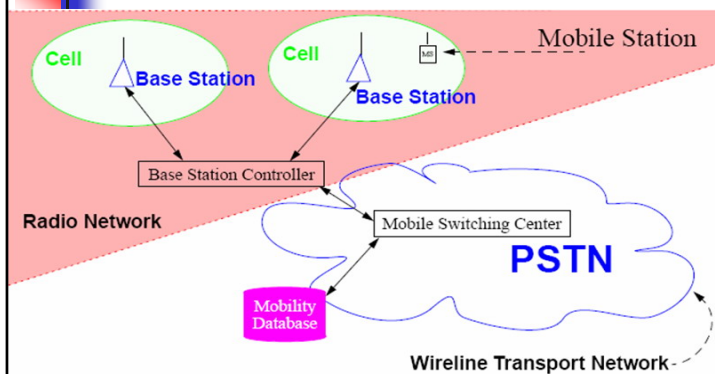 Mobile Station
Cell
Base Station
Cell
MS
Base Station
Base Station Controller
Radio Network
Mobile Switching Center
PSTN
Mobility
Database
Wireline Transport Network